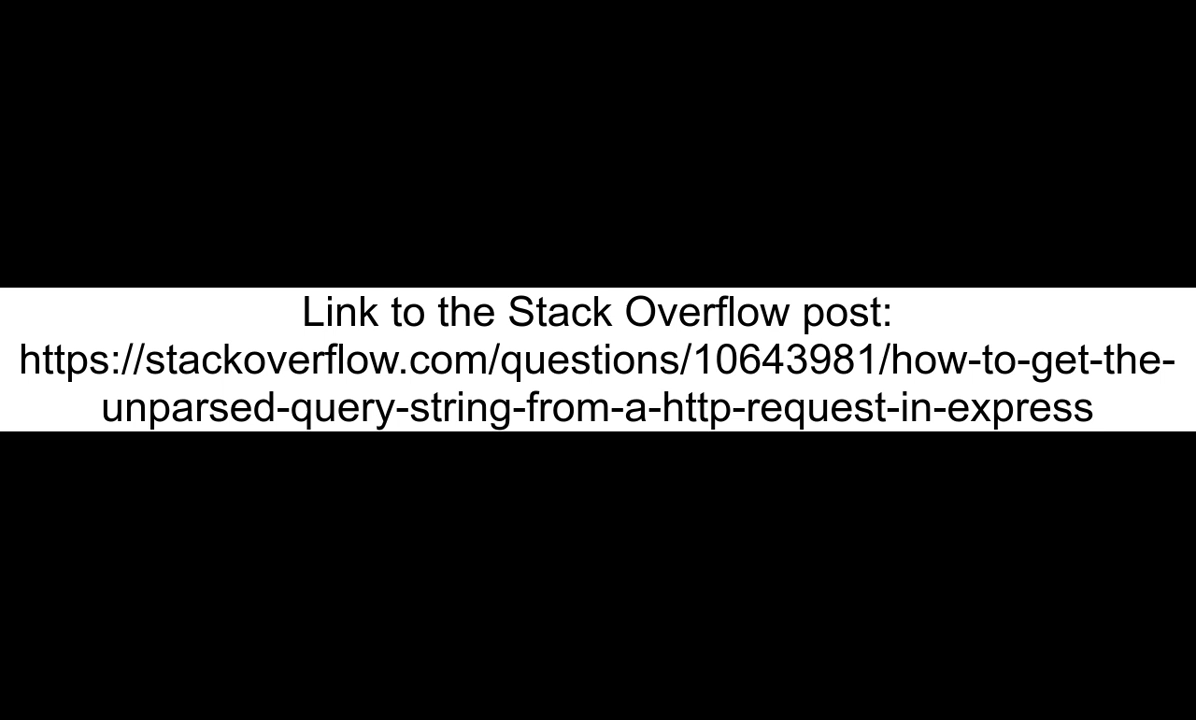 Link to the Stack Overflow post:
https://stackoverflow.com/questions/10643981/how-to-get-the-
unparsed-query-string-from-a-http-request-in-express